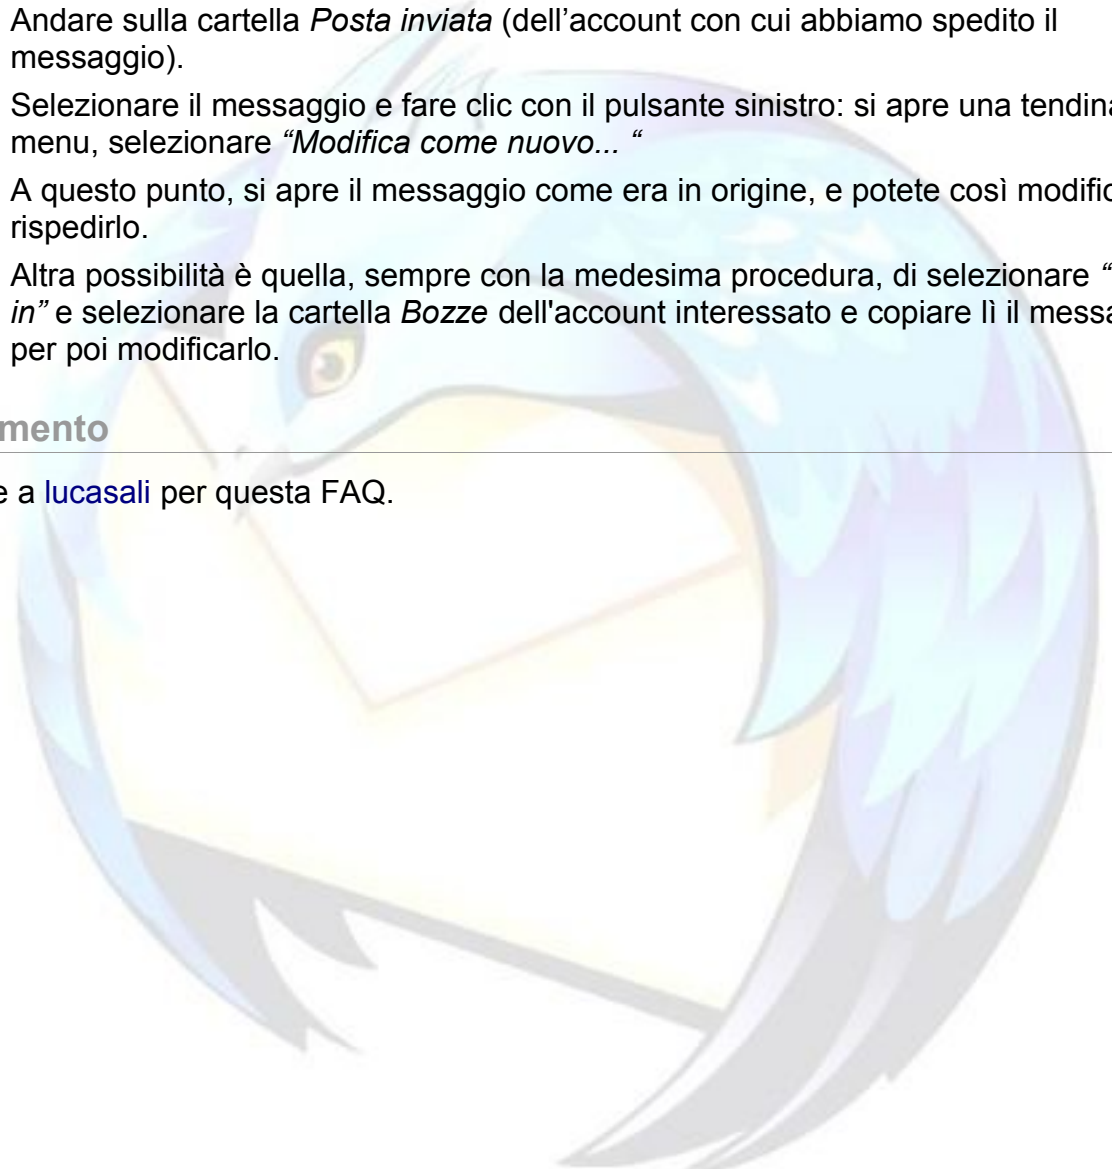 Andare sulla cartella Posta inviata (dell’account con cui abbiamo spedito il
messaggio).
Selezionare il messaggio e fare clic con il pulsante sinistro: si apre una tendina
menu, selezionare “Modifica come nuovo... “
A questo punto, si apre il messaggio come era in origine, e potete così modific
rispedirlo.
Altra possibilità è quella, sempre con la medesima procedura, di selezionare “
in” e selezionare la cartella Bozze dell'account interessato e copiare lì il messa
per poi modificarlo.
mento
e a lucasali per questa FAQ.